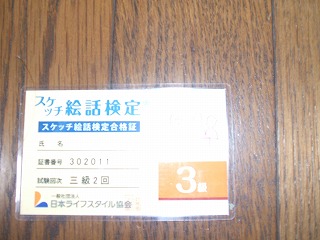 スケッチ絵話検定
スケッチ絵話検定合格証
氏 名
証書番号 302011
試験回次 三級2回
3級
一般社団法人
日本ライフスタイル協会